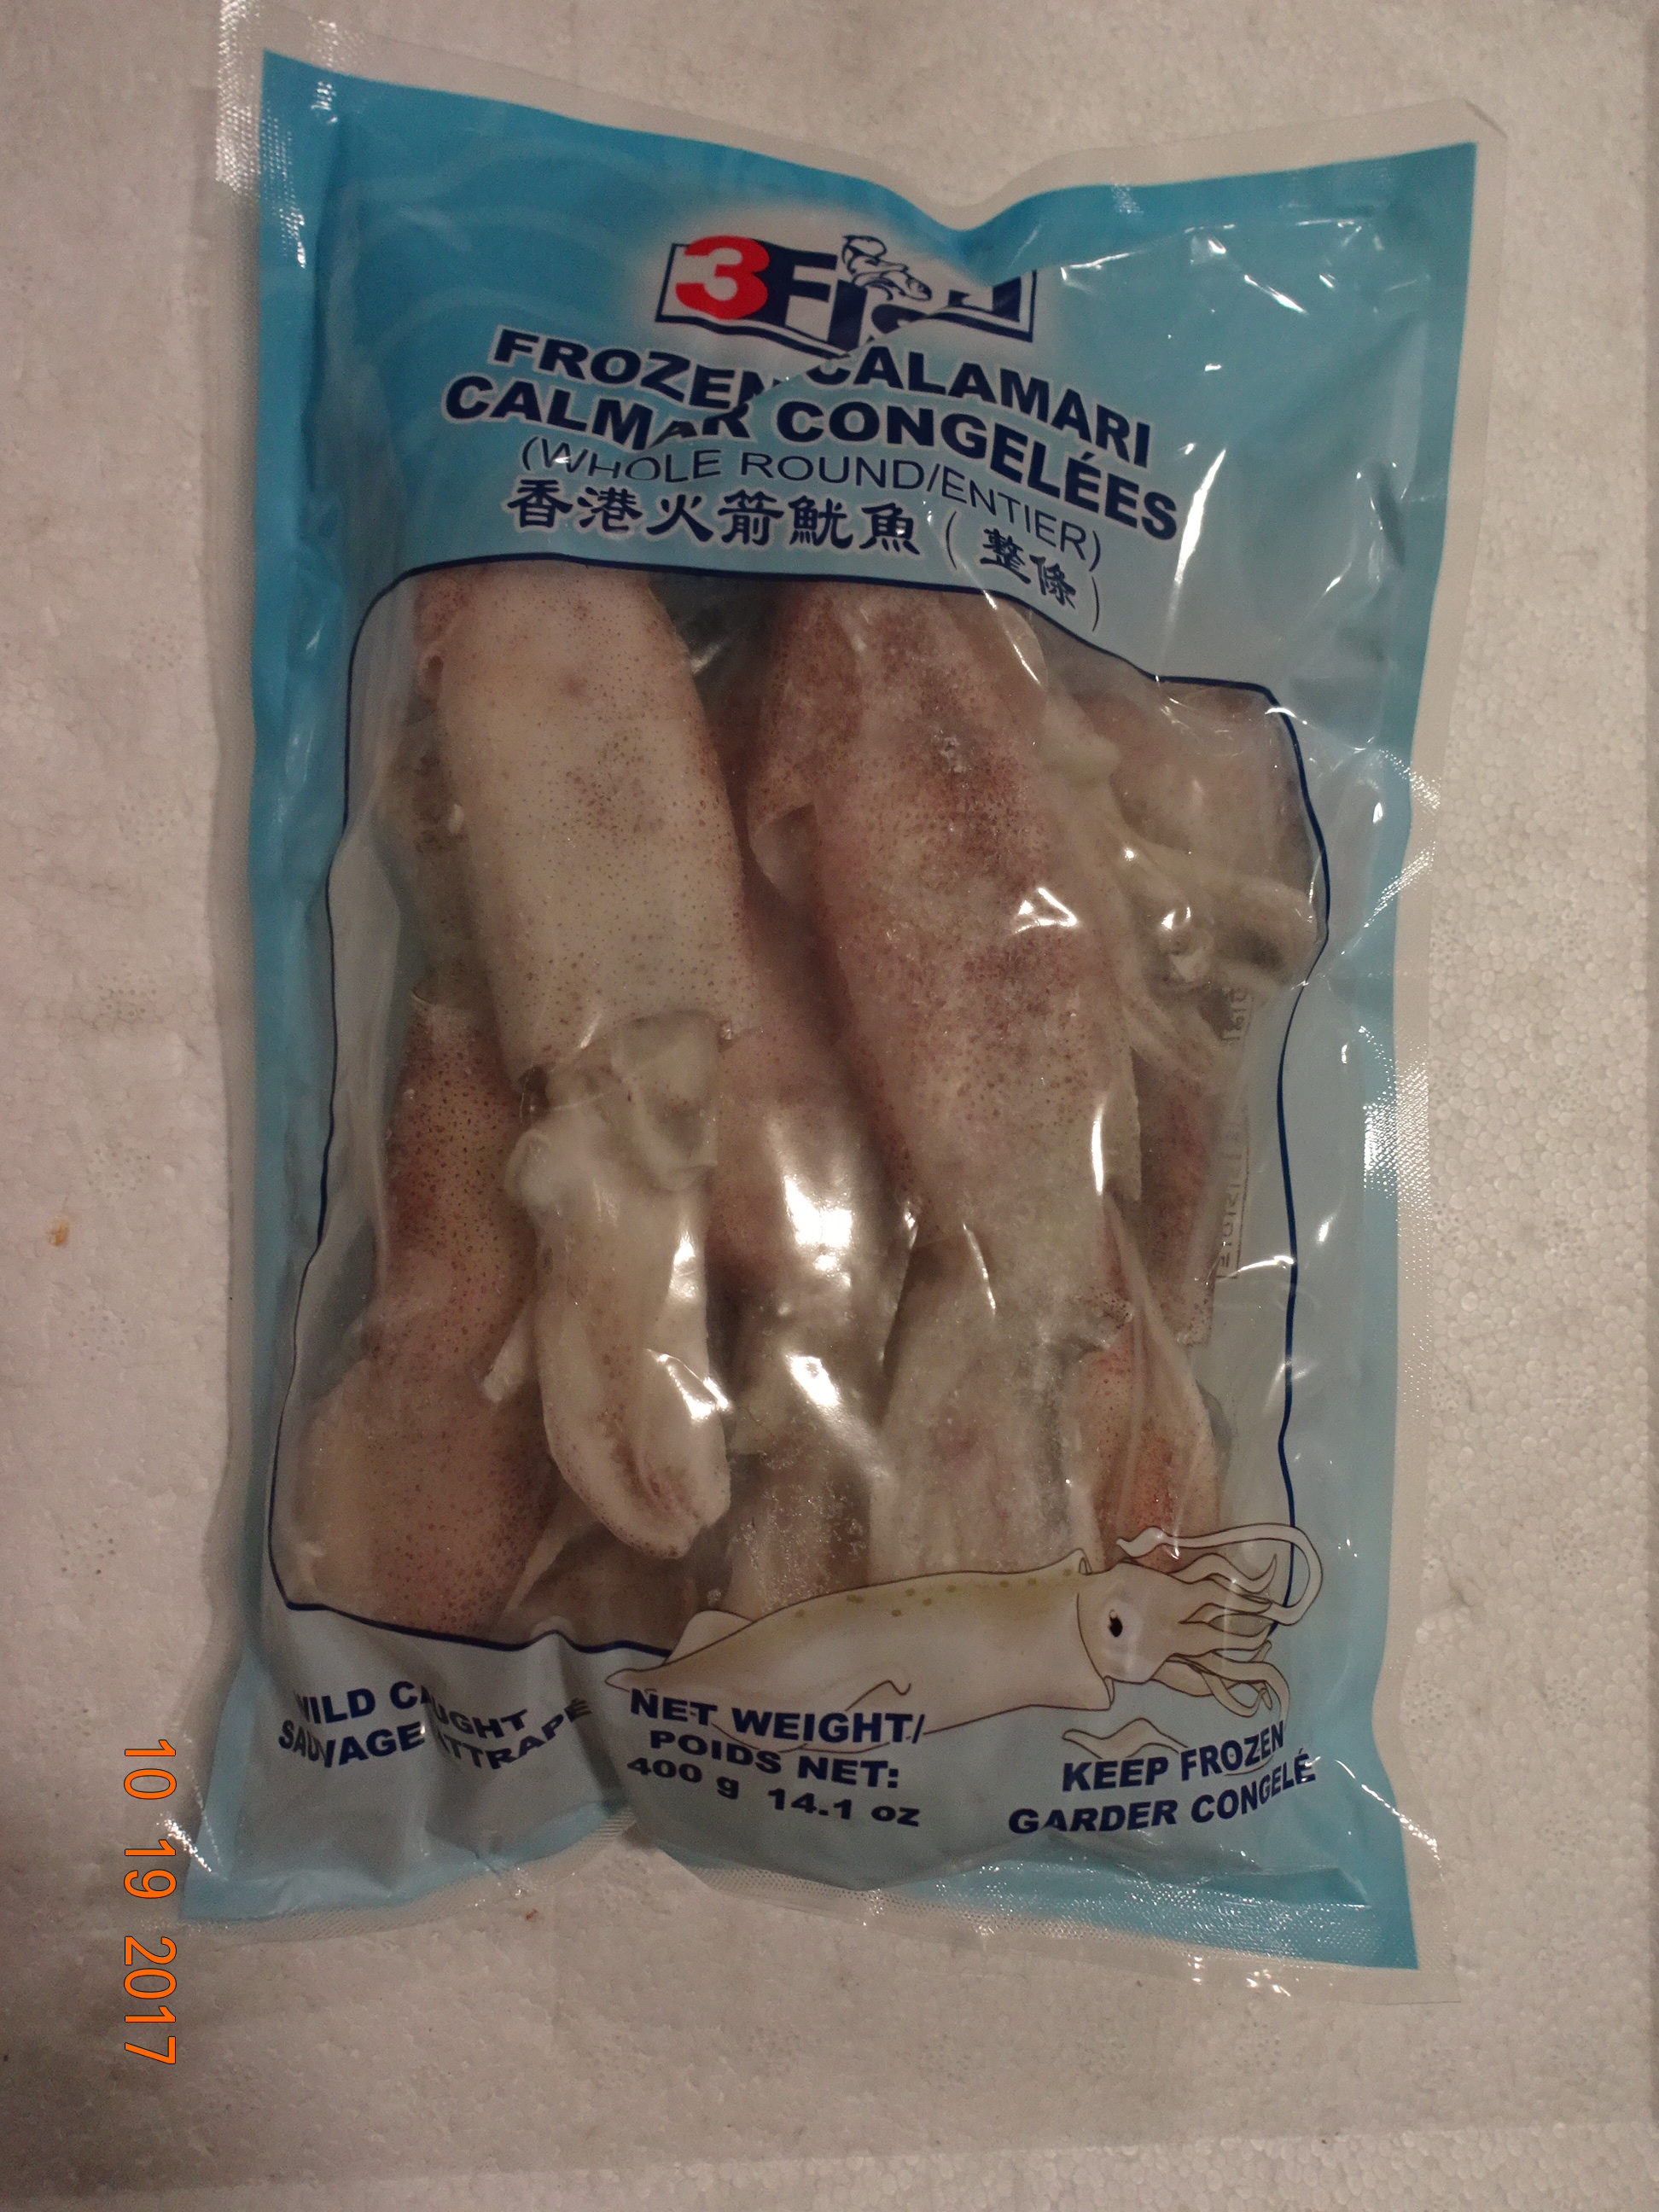 3Fish
FROZEN CALAMARI
CALMAR CONGELÉES
(WHOLE ROUND/ENTIER)
香港火箭魷魚（整條）
WILD CAUGHT
SAUVAGE ATTRAPÉ
NET WEIGHT/
POIDS NET:
400 g 14.1 oz
KEEP FROZEN
GARDER CONGELÉ
10 19 2017